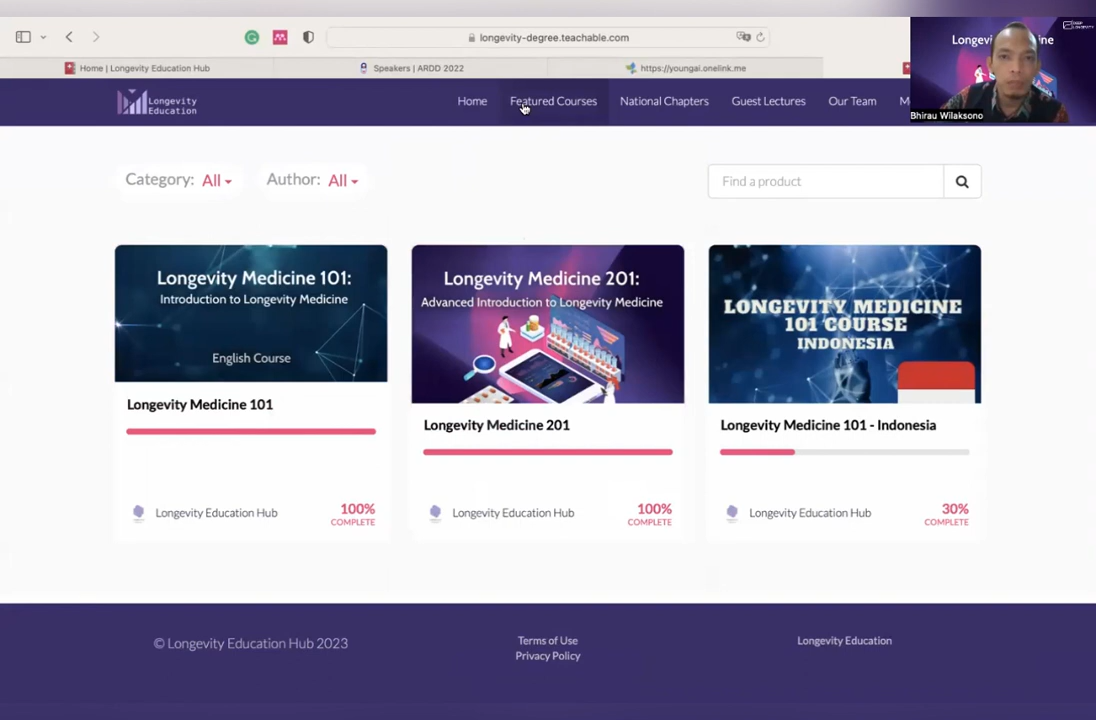 longevity-degree.teachable.com
Home | Longevity Education Hub
Speakers | ARDD 2022
https://youngai.onelink.me
Longevity
Education
Home
Featured Courses
National Chapters
Guest Lectures
Our Team
M
Bhirau Wilaksono
Category: All
Author: All
Find a product
Longevity Medicine 101:
Introduction to Longevity Medicine
English Course
Longevity Medicine 101
Longevity Education Hub
100%
COMPLETE
Longevity Medicine 201:
Advanced Introduction to Longevity Medicine
Longevity Medicine 201
Longevity Education Hub
100%
COMPLETE
LONGEVITY MEDICINE
101 COURSE
INDONESIA
Longevity Medicine 101 - Indonesia
Longevity Education Hub
30%
COMPLETE
© Longevity Education Hub 2023
Terms of Use
Privacy Policy
Longevity Education